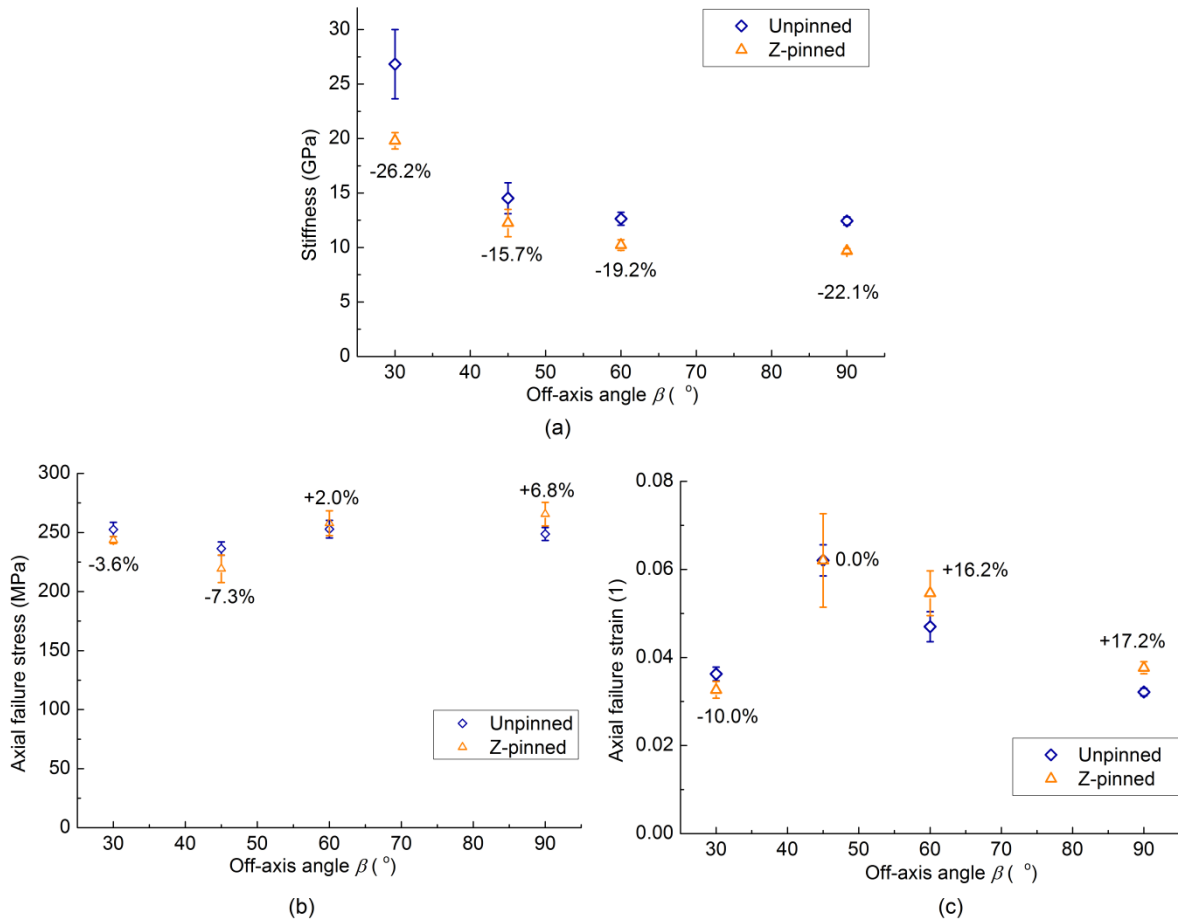 30
25
20
15
10
5
0
Stiffness (GPa)
Unpinned
Z-pinned
-26.2%
-15.7%
-19.2%
-22.1%
30 40 50 60 70 80 90
Off-axis angle β ( °)
(a)
300
250
200
150
100
50
0
Axial failure stress (MPa)
-3.6%
-7.3%
+2.0%
+6.8%
Unpinned
Z-pinned
30 40 50 60 70 80 90
Off-axis angle β ( °)
(b)
0.08
0.06
0.04
0.02
0.00
Axial failure strain (1)
-10.0%
0.0%
+16.2%
+17.2%
Unpinned
Z-pinned
30 40 50 60 70 80 90
Off-axis angle β ( °)
(c)